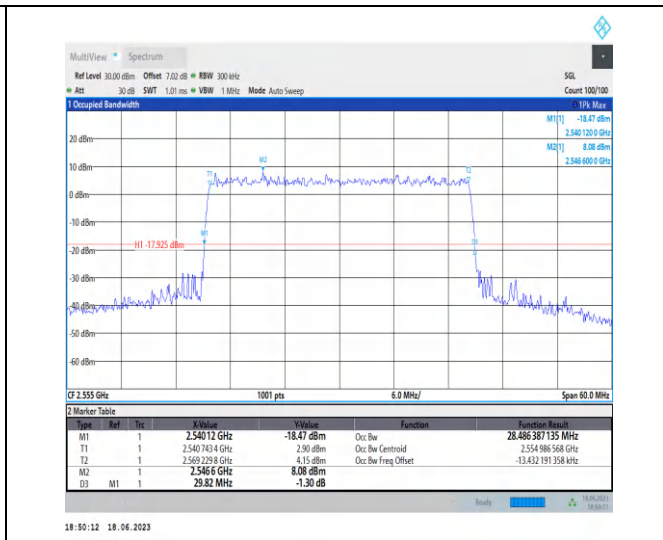 MultiView Spectrum
Ref Level 30.00 dBm Offset 7.02 dB RBW 300 kHz SGL
Att 30 dB SWT 1.01 ms VBW 1 MHz Mode Auto Sweep Count 100/100
1 Occupied Bandwidth 1Pk Max
M1[1] -18.47 dBm
2.540 120 0 GHz
M2[1] 8.08 dBm
2.546 600 0 GHz
20 dBm
M2
10 dBm
T1 T2
0 dBm
-10 dBm
M1
H1 -17.925 dBm
-20 dBm
-30 dBm
-40 dBm
-50 dBm
-60 dBm
CF 2.555 GHz 1001 pts 6.0 MHz/ Span 60.0 MHz
2 Marker Table
Type Ref Trc X-Value Y-Value Function Function Result
M1 1 2.54012 GHz -18.47 dBm Occ Bw 28.486 387 135 MHz
T1 1 2.540 743 4 GHz 2.90 dBm Occ Bw Centroid 2.554 986 568 GHz
T2 1 2.569 229 8 GHz 4.15 dBm Occ Bw Freq Offset -13.432 191 358 kHz
M2 1 2.546 6 GHz 8.08 dBm
D3 M1 1 29.82 MHz -1.30 dB
Ready
18:50:12 18.06.2023